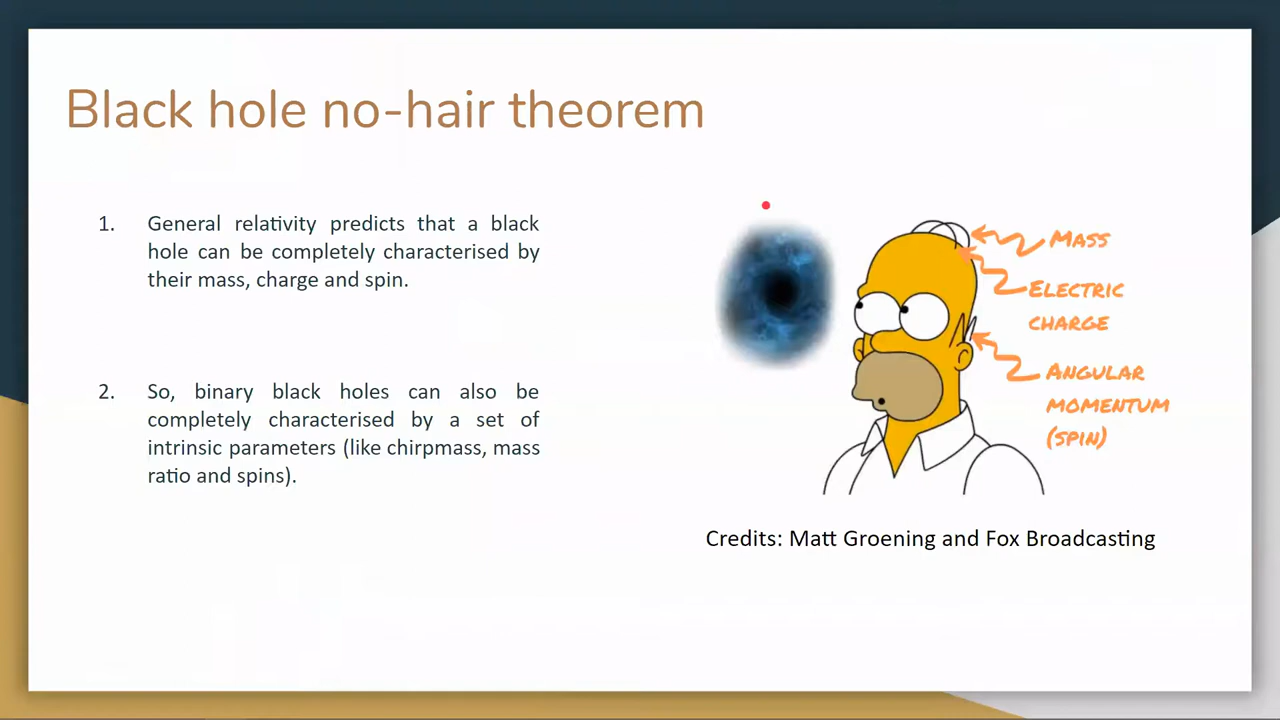 Black hole no-hair theorem
1. General relativity predicts that a black
hole can be completely characterised by
their mass, charge and spin.
2. So, binary black holes can also be
completely characterised by a set of
intrinsic parameters (like chirpmass, mass
ratio and spins).
MASS
ELECTRIC
CHARGE
ANGULAR
MOMENTUM
(SPIN)
Credits: Matt Groening and Fox Broadcasting